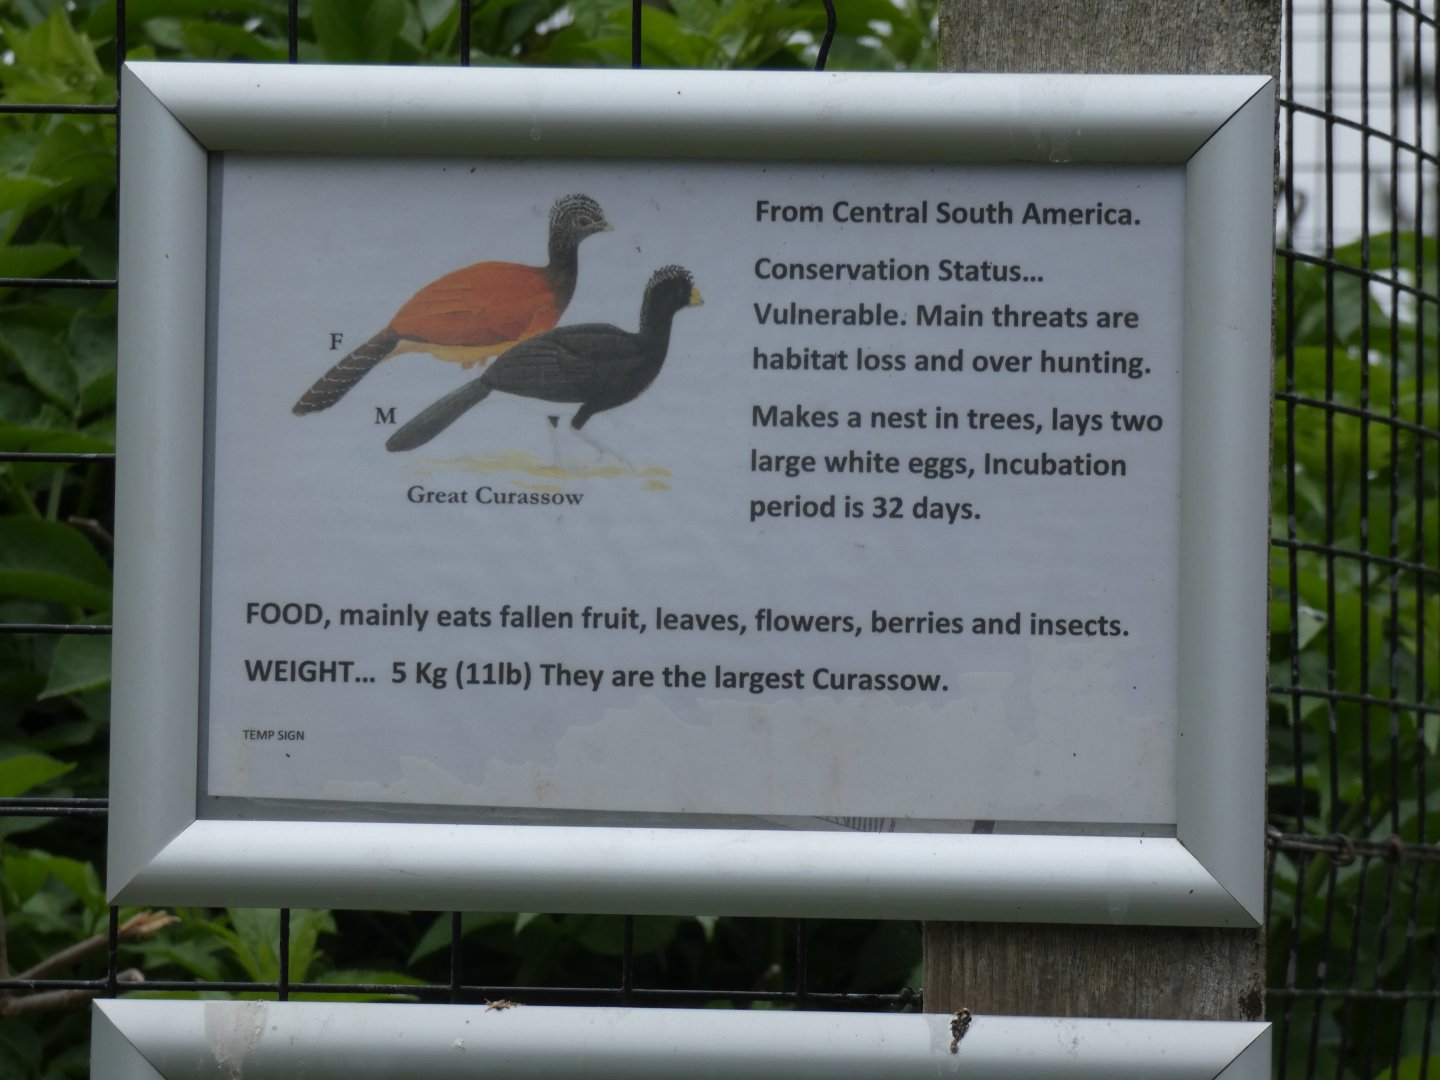 From Central South America.
Conservation Status...
Vulnerable. Main threats are
habitat loss and over hunting.
Makes a nest in trees, lays two
large white eggs, Incubation
period is 32 days.
F
M
Great Curassow
FOOD, mainly eats fallen fruit, leaves, flowers, berries and insects.
WEIGHT... 5 Kg (11lb) They are the largest Curassow.
TEMP SIGN